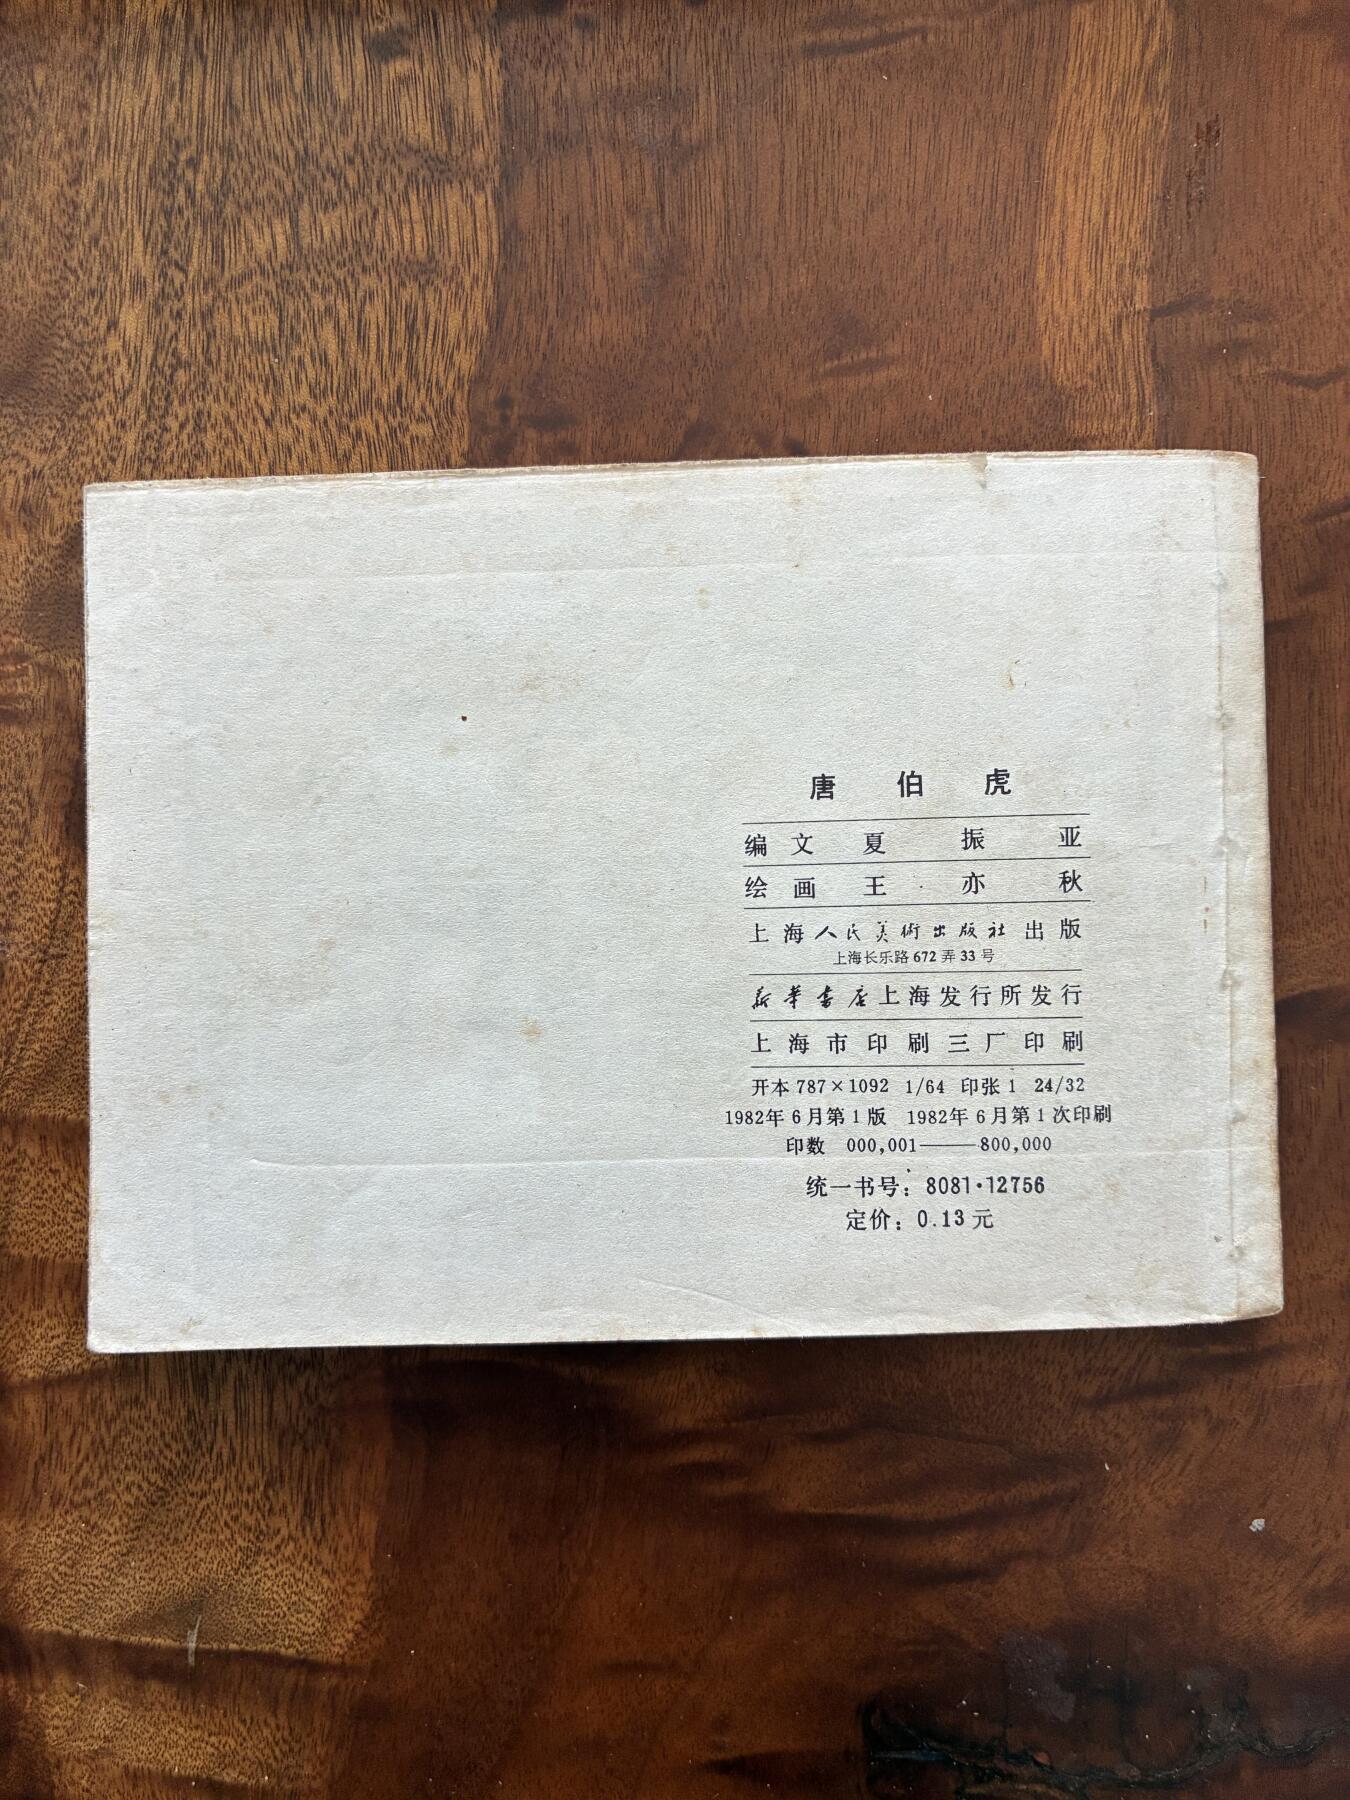 唐伯虎
编文 夏振亚
绘画 王亦秋
上海人民美術出版社出版
上海长乐路672弄33号
新华書店上海发行所发行
上海市印刷三厂印刷
开本 787×1092 1/64 印张 1 24/32
1982年6月第1版 1982年6月第1次印刷
印数 000,001——800,000
统一书号：8081·12756
定价：0.13元